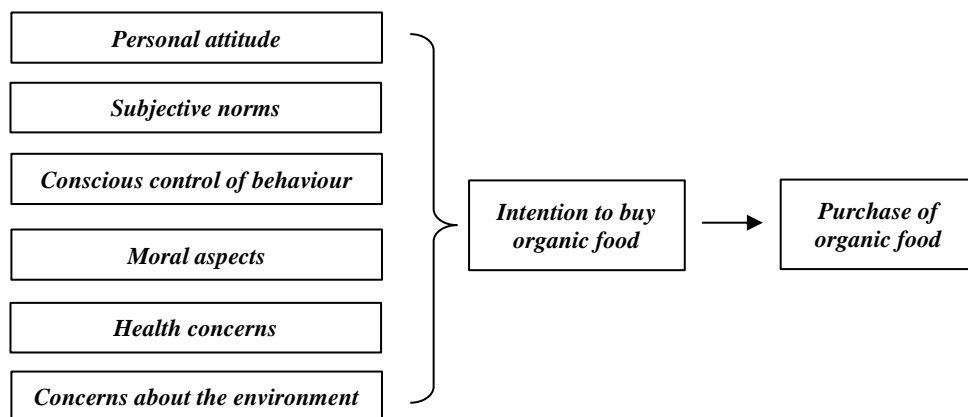 Personal attitude
Subjective norms
Conscious control of behaviour
Moral aspects
Health concerns
Concerns about the environment
Intention to buy
organic food
Purchase of
organic food